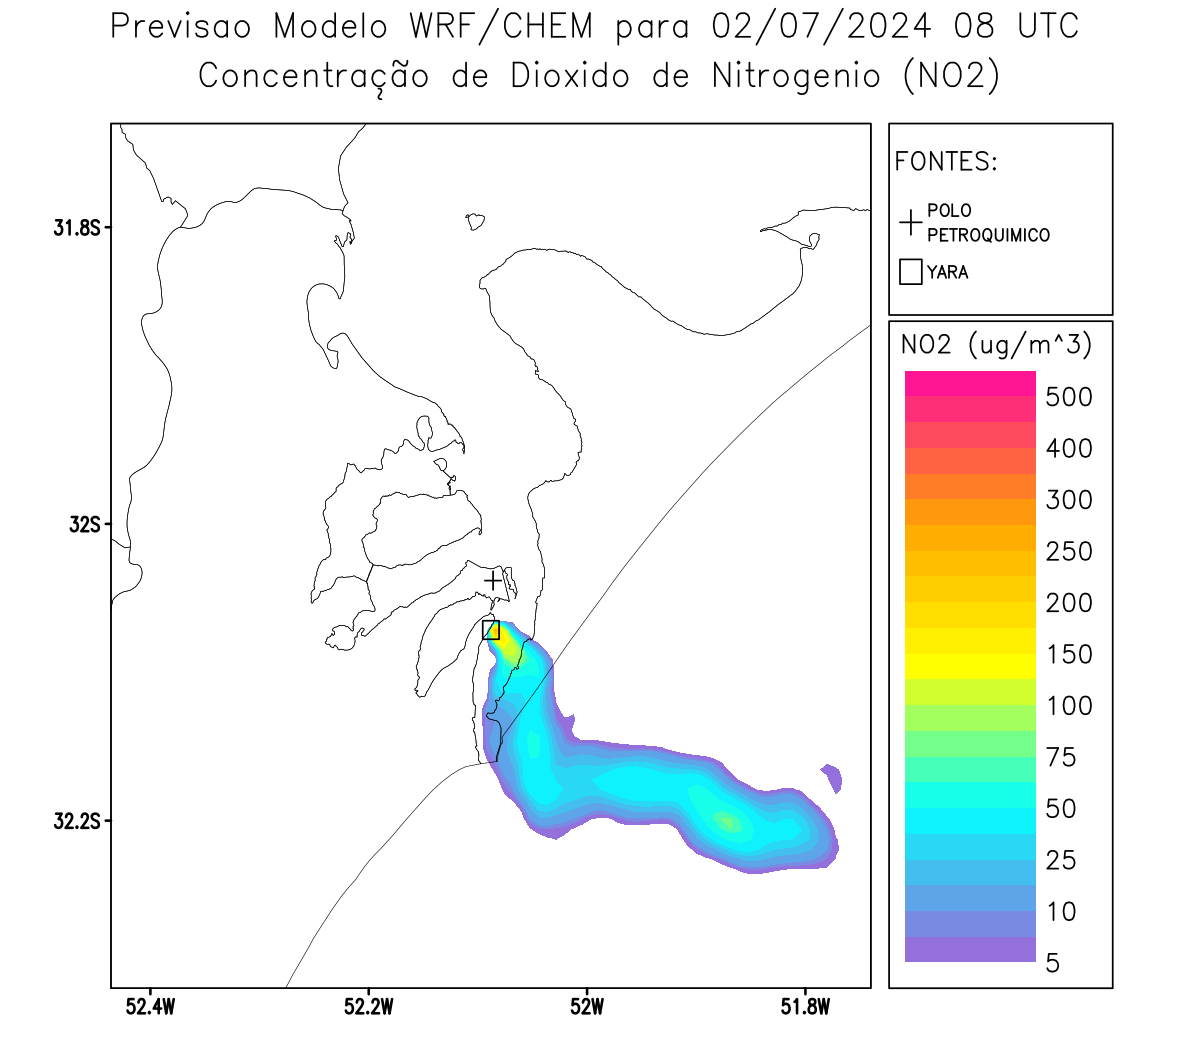 Previsao Modelo WRF/CHEM para 02/07/2024 08 UTC
Concentração de Dioxido de Nitrogenio (NO2)
FONTES:
POLO
PETROQUIMICO
YARA
NO2 (ug/m^3)
500
400
300
250
200
150
100
75
50
25
10
5
31.8S
32S
32.2S
52.4W
52.2W
52W
51.8W